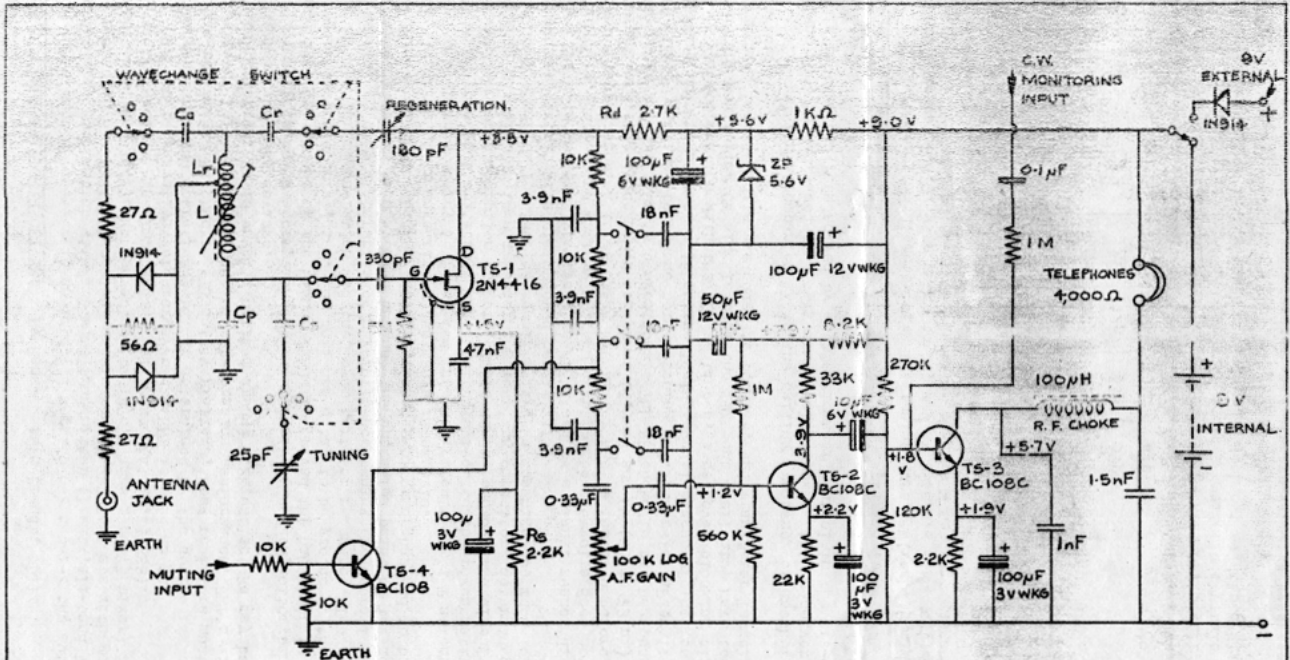 WAVECHANGE SWITCH
C.W.
MONITORING
INPUT
9V
EXTERNAL
+
1N914
Ca
Cr
REGENERATION.
180 pF
+3.8V
Rd 2.7K
+5.6V
1KΩ
+9.0V
10K
100µF
6V WKG
+
ZP
5.6V
0.1µF
1M
Lr
L
27Ω
1N914
3.9nF
18nF
10K
100µF 12V WKG
TELEPHONES
4,000Ω
330pF
G
D
S
TS-1
2N4416
+1.6V
3.9nF
50µF
12V WKG
+
56Ω
Cp
1N914
47nF
10K
1M
33K
270K
10µF
6V WKG
+
100µH
R.F. CHOKE
+
INTERNAL.
-
27Ω
25pF
TUNING
3.9nF
18nF
3.9V
+1.8
V
+5.7V
ANTENNA
JACK
0.33µF
0.33µF
+1.2V
TS-2
BC108C
+2.2V
TS-3
BC108C
+1.9V
1.5nF
EARTH
10K
MUTING
INPUT
TS-4
BC108
10K
100µ
3V
WKG
+
RS
2.2K
100K LOG
A.F. GAIN
560K
22K
+
100
µF
3V
WKG
120K
2.2K
+
100µF
3V WKG
1nF
EARTH
-